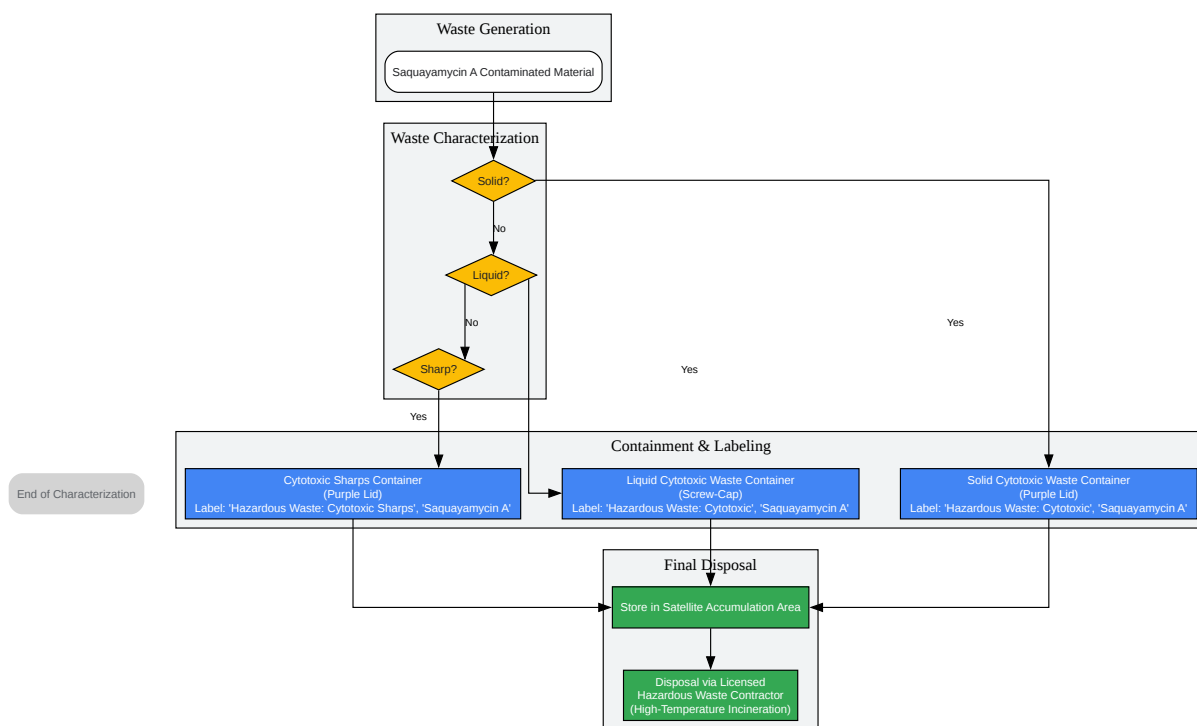 Waste Generation
Saquayamycin A Contaminated Material
Waste Characterization
Solid?
No
Liquid?
No
Yes
Yes
Sharp?
Yes
Containment & Labeling
End of Characterization
Cytotoxic Sharps Container
(Purple Lid)
Label: 'Hazardous Waste: Cytotoxic Sharps', 'Saquayamycin A'
Liquid Cytotoxic Waste Container
(Screw-Cap)
Label: 'Hazardous Waste: Cytotoxic', 'Saquayamycin A'
Solid Cytotoxic Waste Container
(Purple Lid)
Label: 'Hazardous Waste: Cytotoxic', 'Saquayamycin A'
Final Disposal
Store in Satellite Accumulation Area
Disposal via Licensed
Hazardous Waste Contractor
(High-Temperature Incineration)